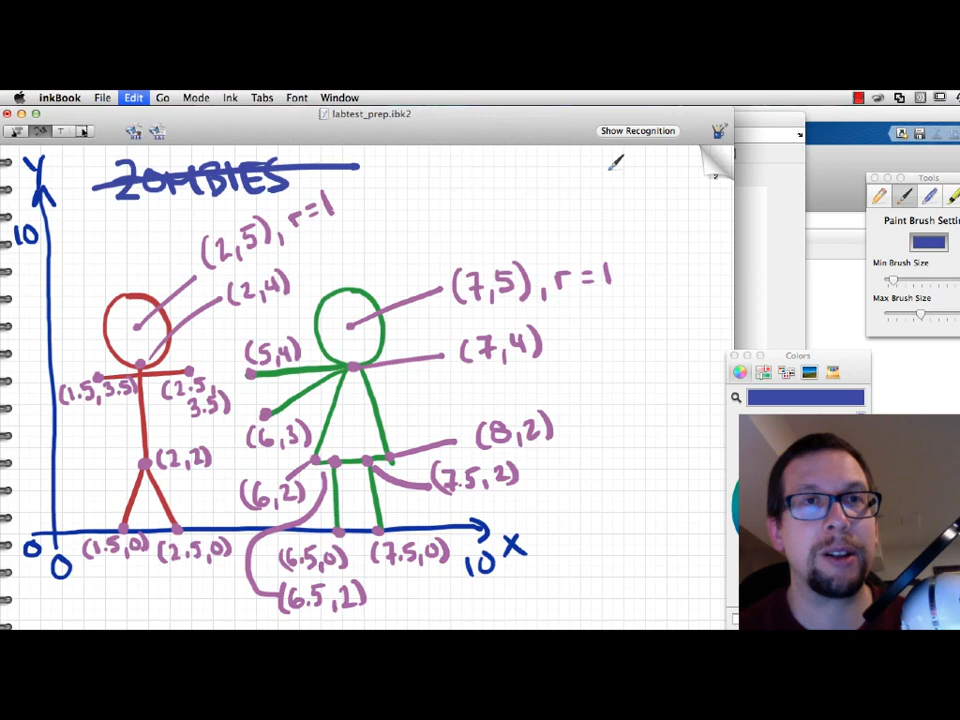 inkBook File Edit Go Mode Ink Tabs Font Window
labtest_prep.ibk2
Show Recognition
2
Tools
Paint Brush Setti
Min Brush Size
Max Brush Size
Colors
Y
ZOMBIES
10
(2,5), r=1
(2,4)
(7,5), r=1
(5,4)
(7,4)
(1.5,3.5)
(2.5,
3.5)
(6,3)
(8,2)
(2,2)
(7.5,2)
(6,2)
0
0
(1.5,0)
(2.5,0)
(6.5,0)
(7.5,0)
10
X
(6.5,2)